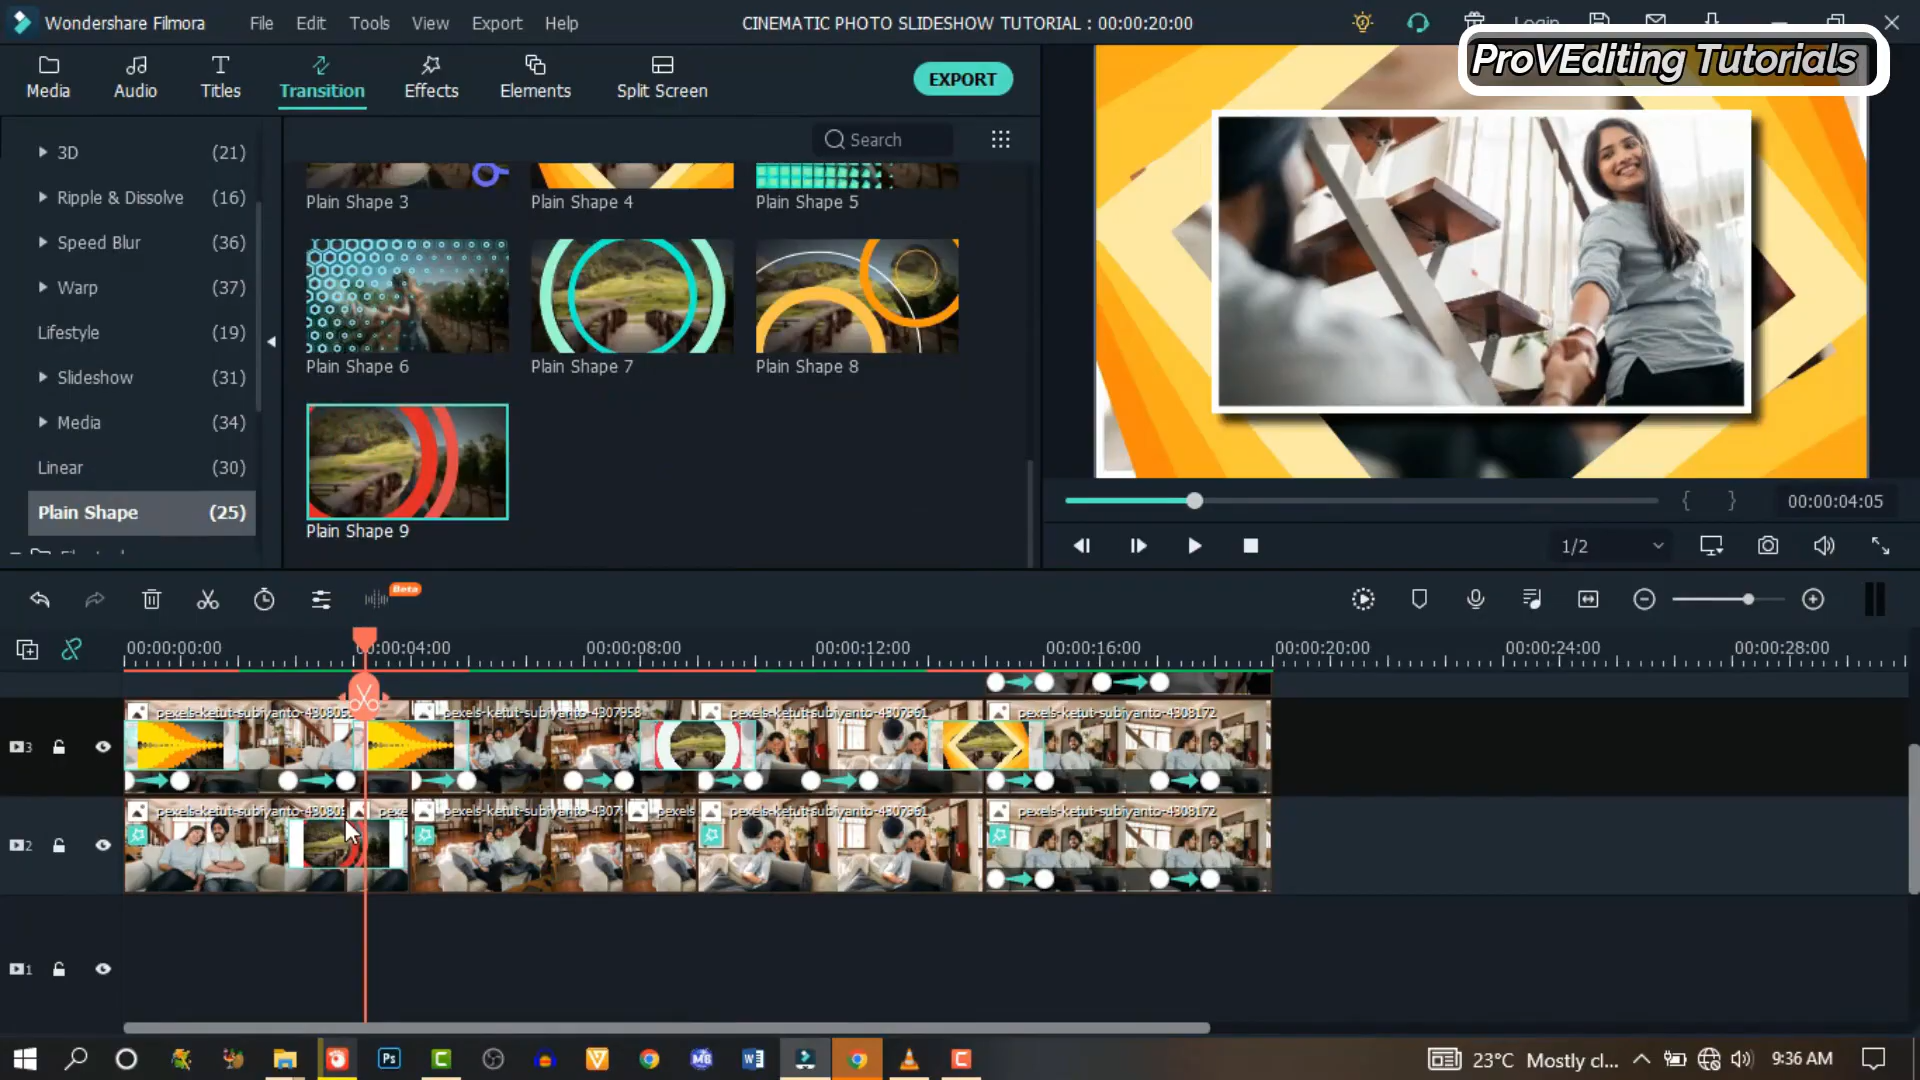 Wondershare Filmora
File
Edit
Tools
View
Export
Help
CINEMATIC PHOTO SLIDESHOW TUTORIAL : 00:00:20:00
Login
ProVEditing Tutorials
Media
Audio
Titles
Transition
Effects
Elements
Split Screen
EXPORT
Search
3D (21)
Ripple & Dissolve (16)
Speed Blur (36)
Warp (37)
Lifestyle (19)
Slideshow (31)
Media (34)
Linear (30)
Plain Shape (25)
Plain Shape 3
Plain Shape 4
Plain Shape 5
Plain Shape 6
Plain Shape 7
Plain Shape 8
Plain Shape 9
{ }
00:00:04:05
1/2
Beta
00:00:00:00
00:00:04:00
00:00:08:00
00:00:12:00
00:00:16:00
00:00:20:00
00:00:24:00
00:00:28:00
3
pexels-ketut-subiyanto-430805
pexels-ketut-subiyanto-4307958
pexels-ketut-subiyanto-4307961
pexels-ketut-subiyanto-4308172
2
pexels-ketut-subiyanto-43080
pexe
pexels-ketut-subiyanto-4307
pexels
pexels-ketut-subiyanto-4307961
pexels-ketut-subiyanto-4308172
1
Ps
C
W
C
23°C Mostly cl...
9:36 AM